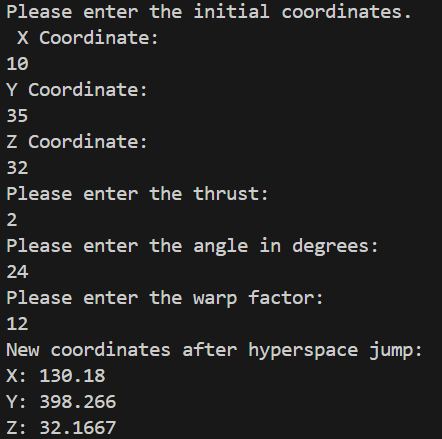 Please enter the initial coordinates.
X Coordinate:
10
Y Coordinate:
35
Z Coordinate:
32
Please enter the thrust:
2
Please enter the angle in degrees:
24
Please enter the warp factor:
12
New coordinates after hyperspace jump:
X: 130.18
Y: 398.266
Z: 32.1667